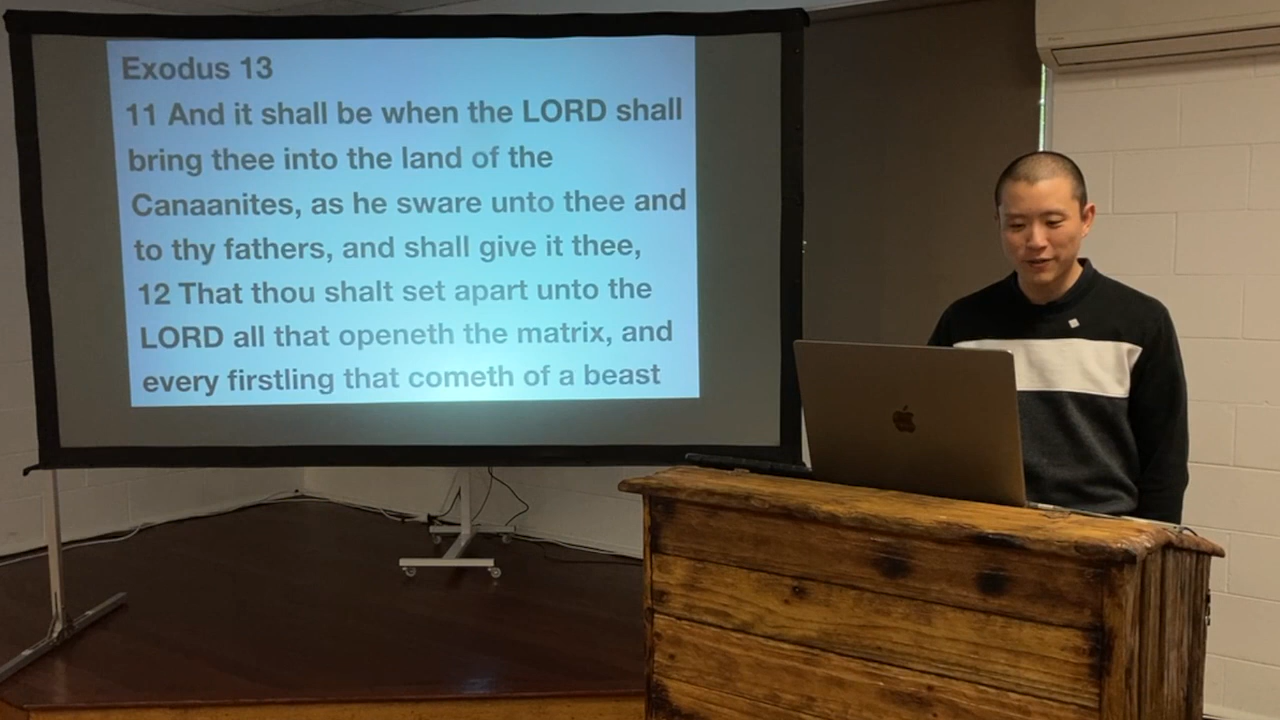 Exodus 13
11 And it shall be when the LORD shall
bring thee into the land of the
Canaanites, as he sware unto thee and
to thy fathers, and shall give it thee,
12 That thou shalt set apart unto the
LORD all that openeth the matrix, and
every firstling that cometh of a beast